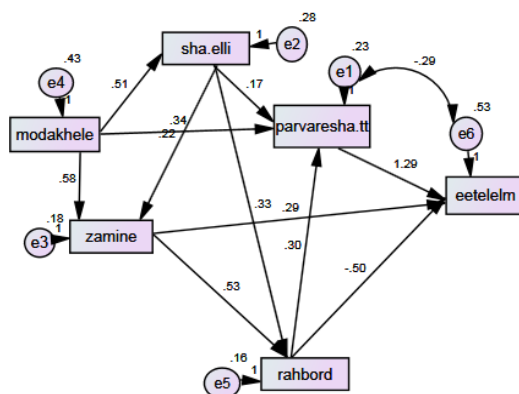 .28
sha.elli
1
e2
.23
-.29
.43
e1
e4
.51
.17
1
.53
1
.34
e6
modakhele
.22
parvaresha.tt
1
1.29
.58
eetelelm
.18
.33
.29
1
e3
zamine
.30
-.50
.53
.16
1
rahbord
e5